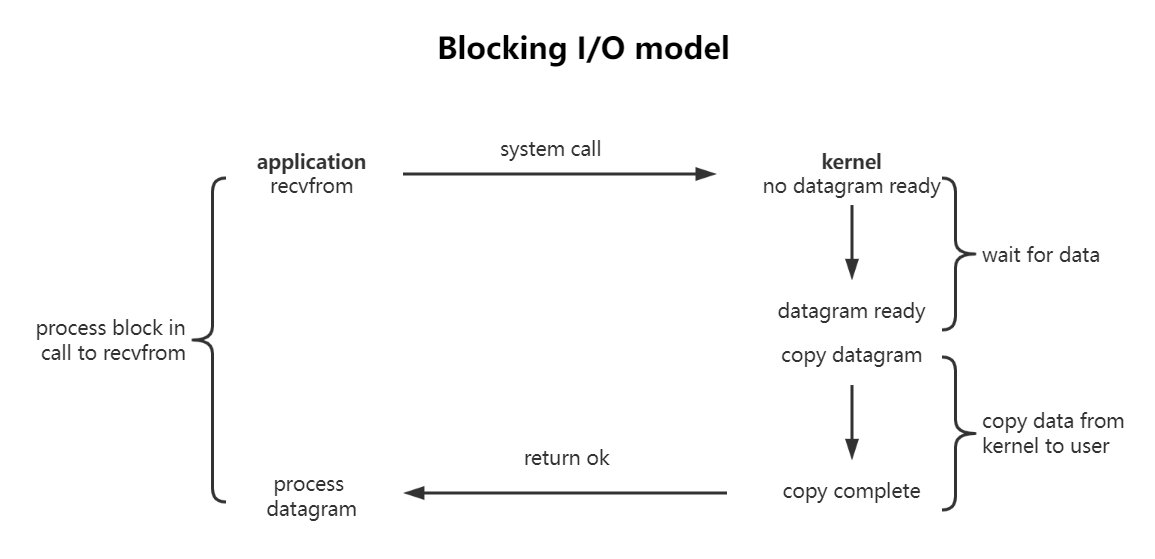 Blocking I/O model
system call
application
recvfrom
kernel
no datagram ready
wait for data
datagram ready
process block in
call to recvfrom
copy datagram
copy data from
kernel to user
return ok
process
datagram
copy complete